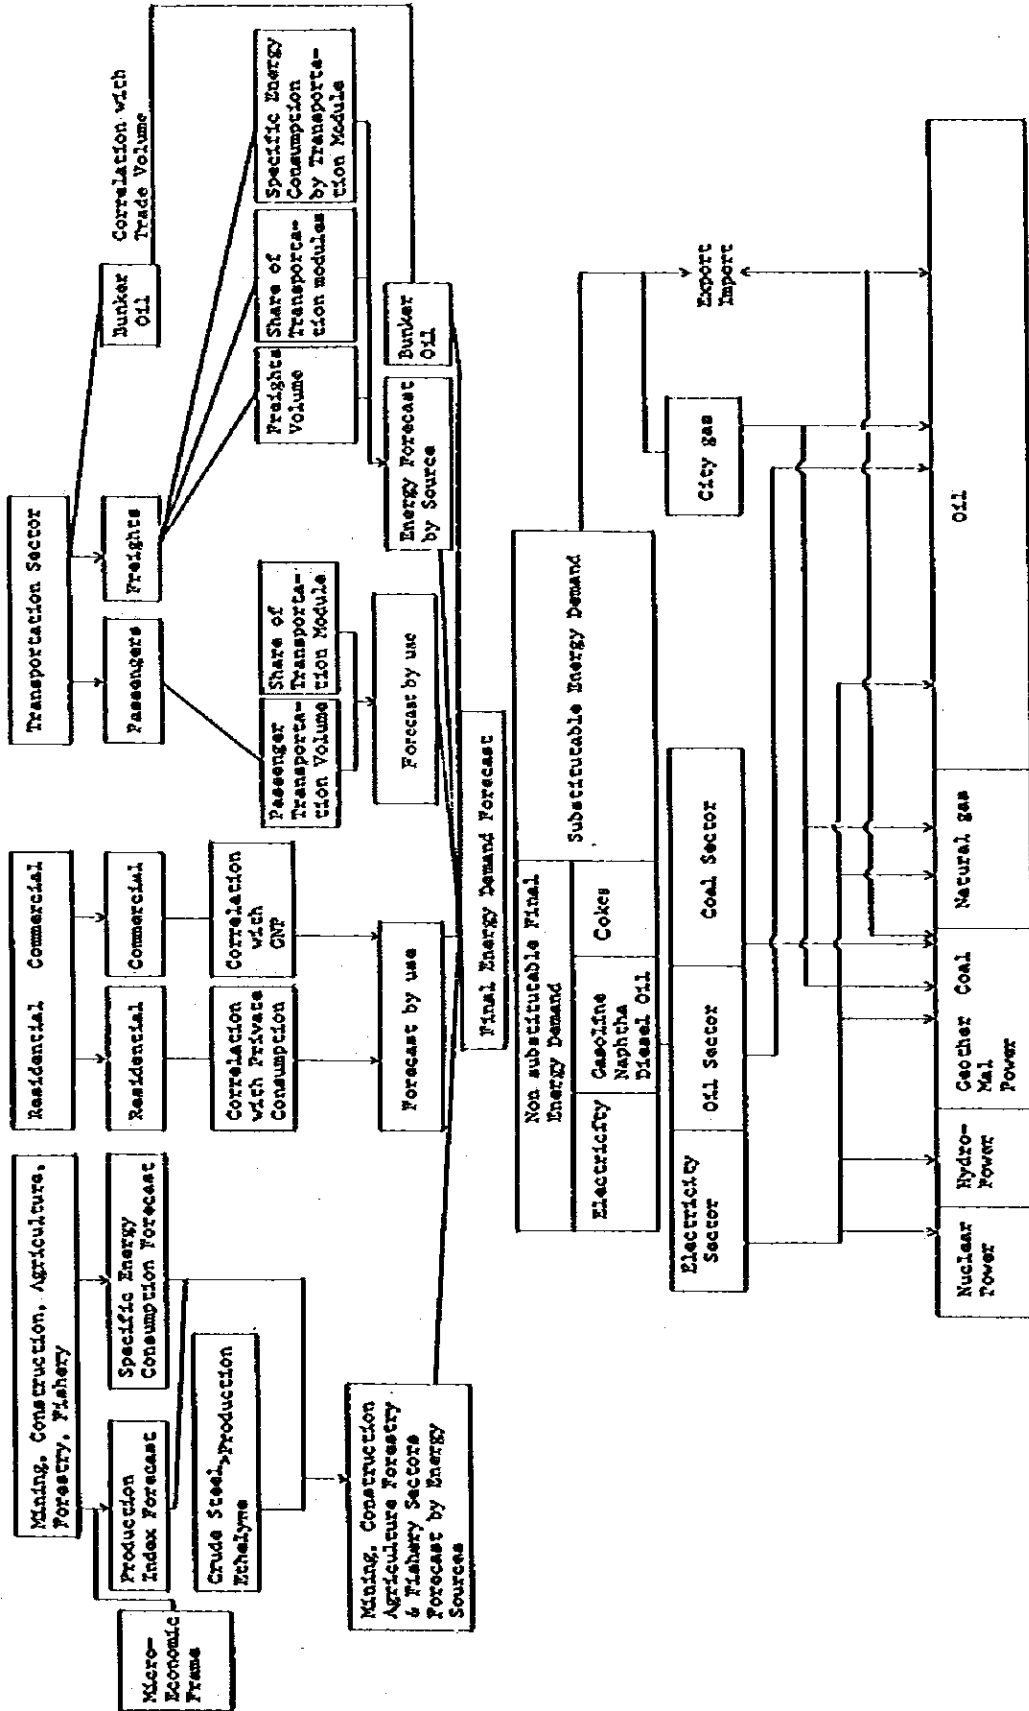 Mining, Construction, Agriculture,
Forestry, Fishery
Residential
Commercial
Transportation Sector
Micro-
Economic
Frame
Production
Index Forecast
Specific Energy
Consumption Forecast
Residential
Commercial
Passengers
Freights
Bunker
Oil
Correlation with
Trade Volume
Crude Steel>Production
Ethelyne
Correlation
with Private
Consumption
Correlation
with
GNP
Passenger
Transporta-
tion Volume
Share of
Transporta-
tion Module
Freights
Volume
Share of
Transporta-
tion modules
Specific Energy
Consumption
by Transporta-
tion Module
Mining, Construction
Agriculture Forestry
& Fishery Sectors
Forecast by Energy
Sources
Forecast by use
Forecast by use
Energy Forecast
by Source
Bunker
Oil
Final Energy Demand Forecast
Non substitutable Final
Energy Demand
Substitutable Energy Demand
Electricity
Gasoline
Naphtha
Diesel Oil
Cokes
Electricity
Sector
Oil Sector
Coal Sector
City gas
Export
Import
Nuclear
Power
Hydro-
Power
Geother
Mal
Power
Coal
Natural gas
Oil